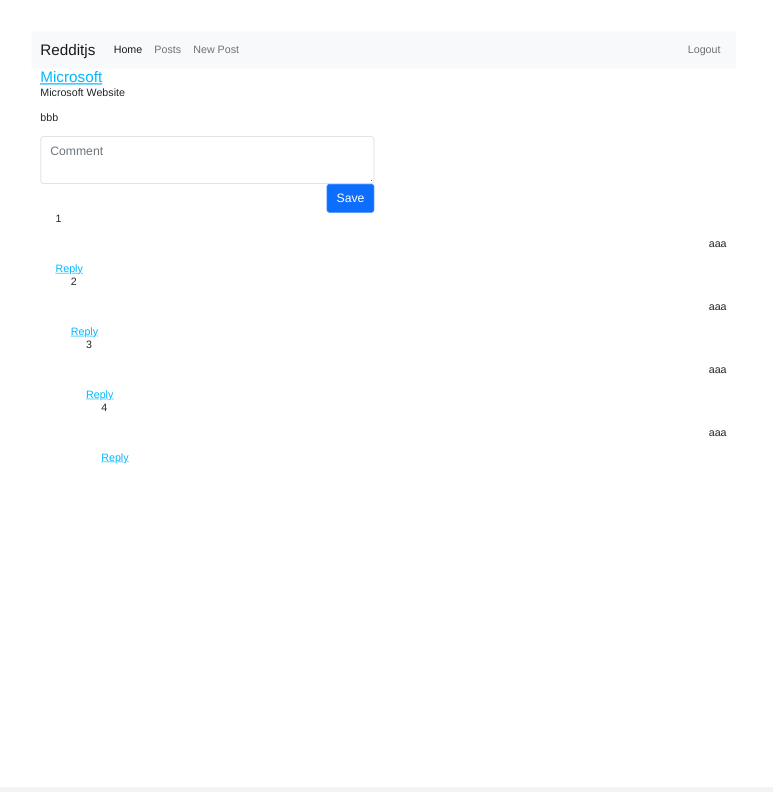 Redditjs Home Posts New Post Logout
Microsoft
Microsoft Website
bbb
Comment
Save
1
aaa
Reply
2
aaa
Reply
3
aaa
Reply
4
aaa
Reply